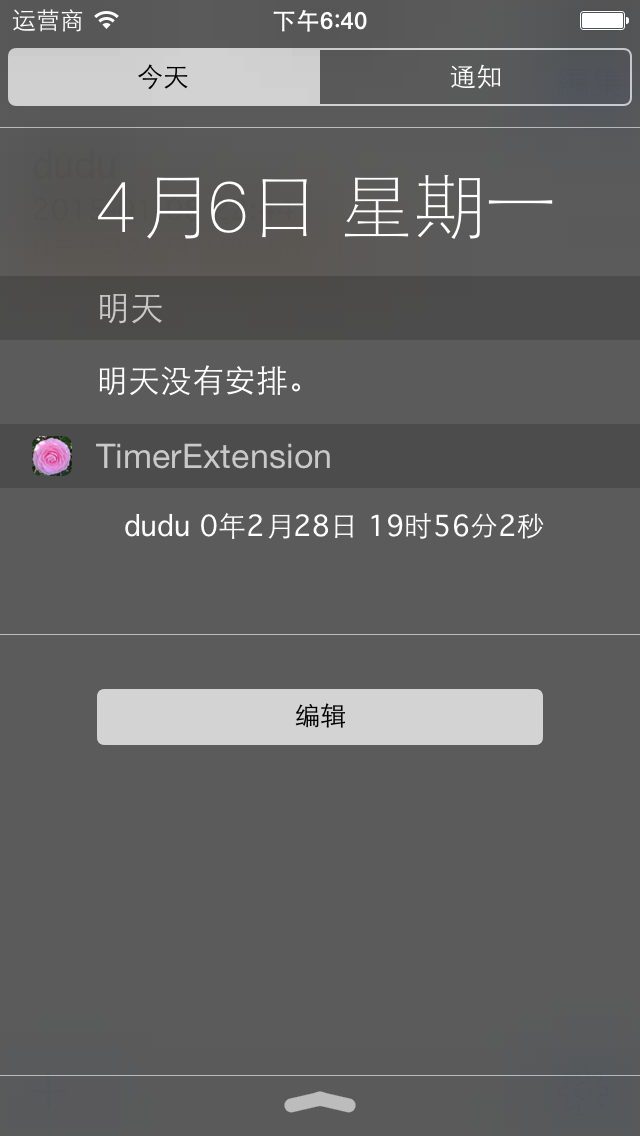 运营商 下午6:40
今天 通知
dudu
4月6日 星期一
明天
明天没有安排。
TimerExtension
dudu 0年2月28日 19时56分2秒
编辑